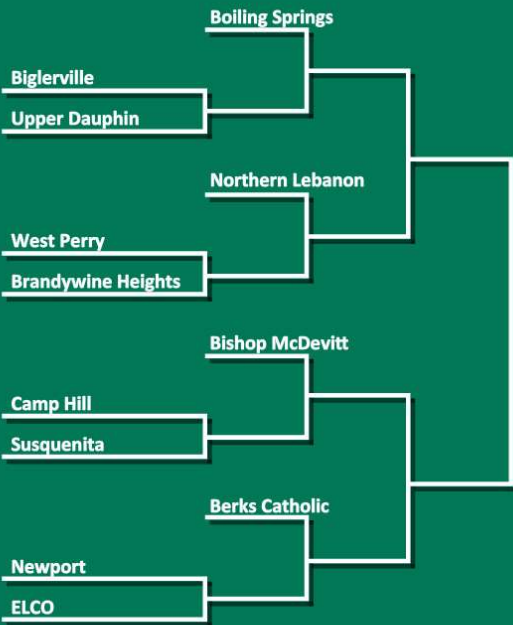 Boiling Springs
Biglerville
Upper Dauphin
Northern Lebanon
West Perry
Brandywine Heights
Bishop McDevitt
Camp Hill
Susquenita
Berks Catholic
Newport
ELCO